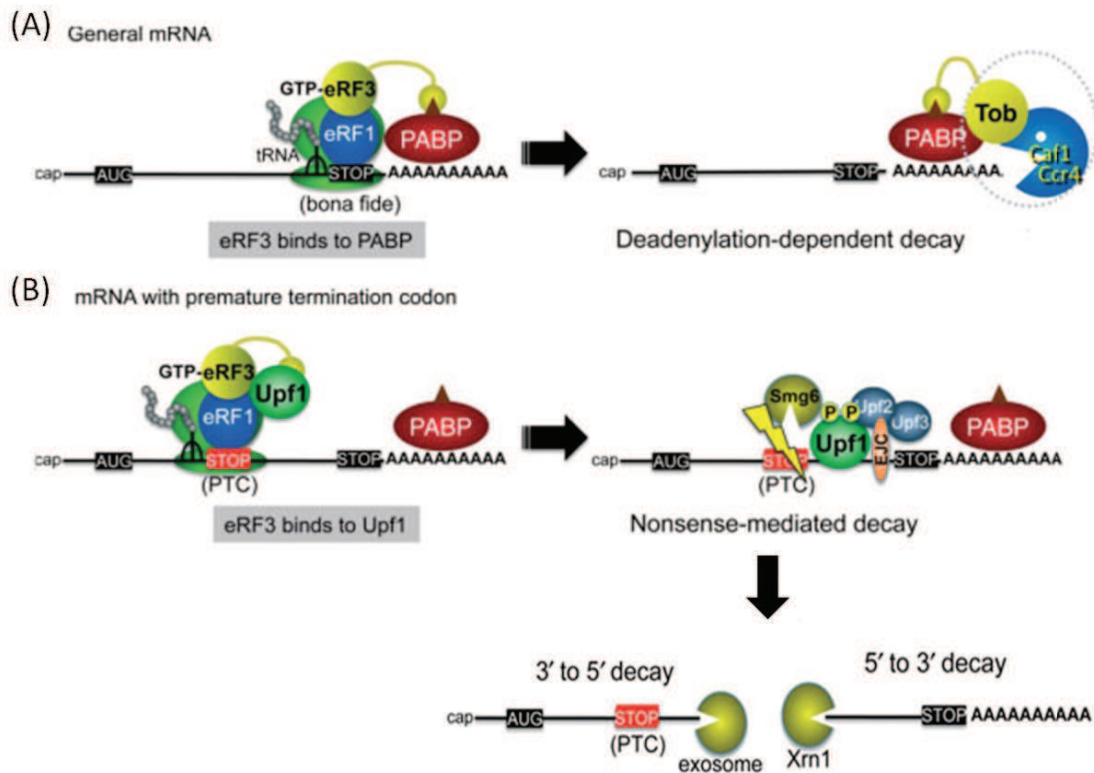 (A) General mRNA
GTP-eRF3
eRF1
tRNA
PABP
cap AUG STOP AAAAAAAAAA
(bona fide)
eRF3 binds to PABP
PABP
Tob
Caf1
Ccr4
cap AUG STOP AAAAAAAAA.
Deadenylation-dependent decay
(B) mRNA with premature termination codon
GTP-eRF3
Upf1
eRF1
PABP
cap AUG STOP STOP AAAAAAAAAA
(PTC)
eRF3 binds to Upf1
Smg6
P P
Upf2
Upf3
Upf1
EJC
PABP
cap AUG STOP STOP AAAAAAAAAA
(PTC)
Nonsense-mediated decay
3′ to 5′ decay
cap AUG STOP
(PTC)
exosome
5′ to 3′ decay
STOP AAAAAAAAAA
Xrn1